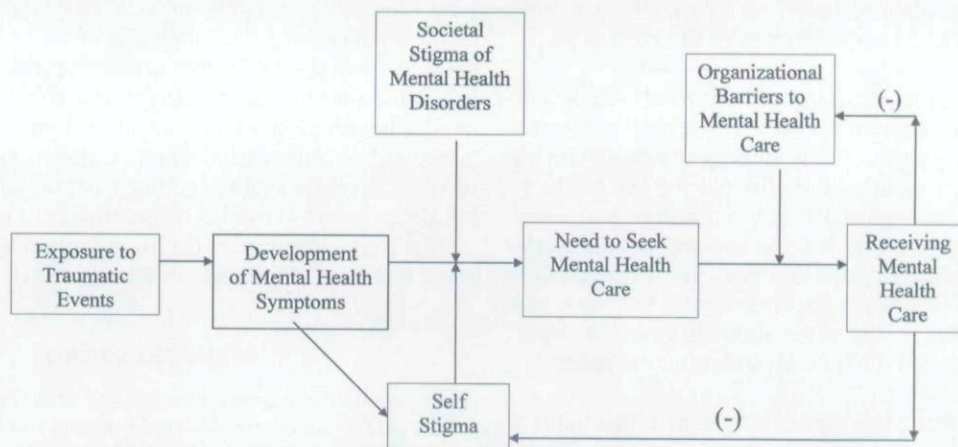 Societal
Stigma of
Mental Health
Disorders
Organizational
Barriers to
Mental Health
Care
(-)
Exposure to
Traumatic
Events
Development
of Mental Health
Symptoms
Need to Seek
Mental Health
Care
Receiving
Mental
Health
Care
Self
Stigma
(-)